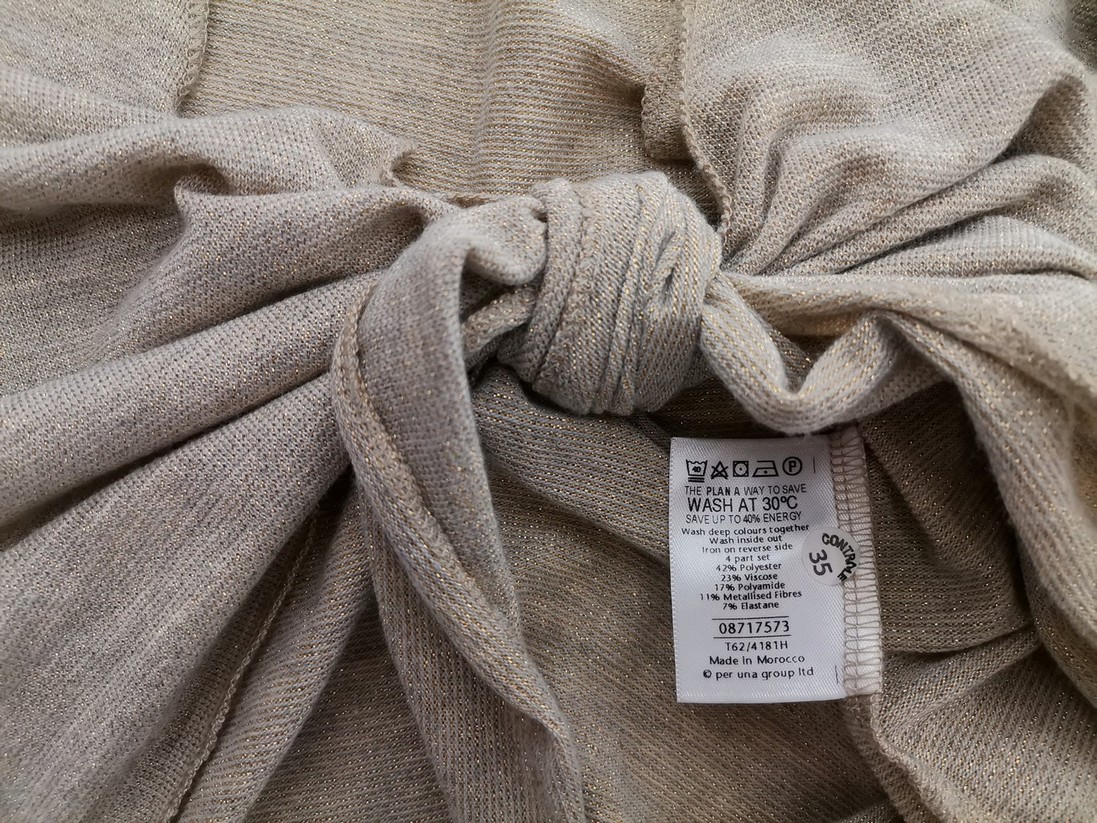 40 P
THE PLAN A WAY TO SAVE
WASH AT 30°C
SAVE UP TO 40% ENERGY
Wash deep colours together
Wash inside out
Iron on reverse side
4 part set
42% Polyester
23% Viscose
17% Polyamide
11% Metallised Fibres
7% Elastane
08717573
T62/4181H
Made in Morocco
© per una group ltd
35